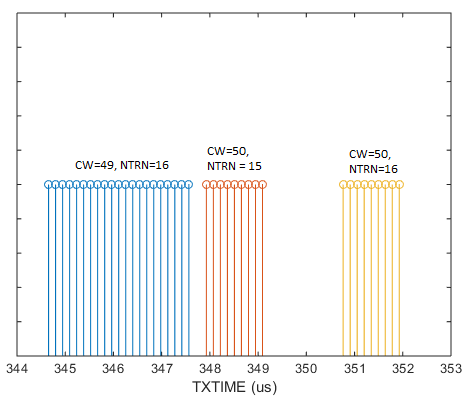 CW=49, NTRN=16
CW=50,
NTRN = 15
CW=50,
NTRN=16
344 345 346 347 348 349 350 351 352 353
TXTIME (us)